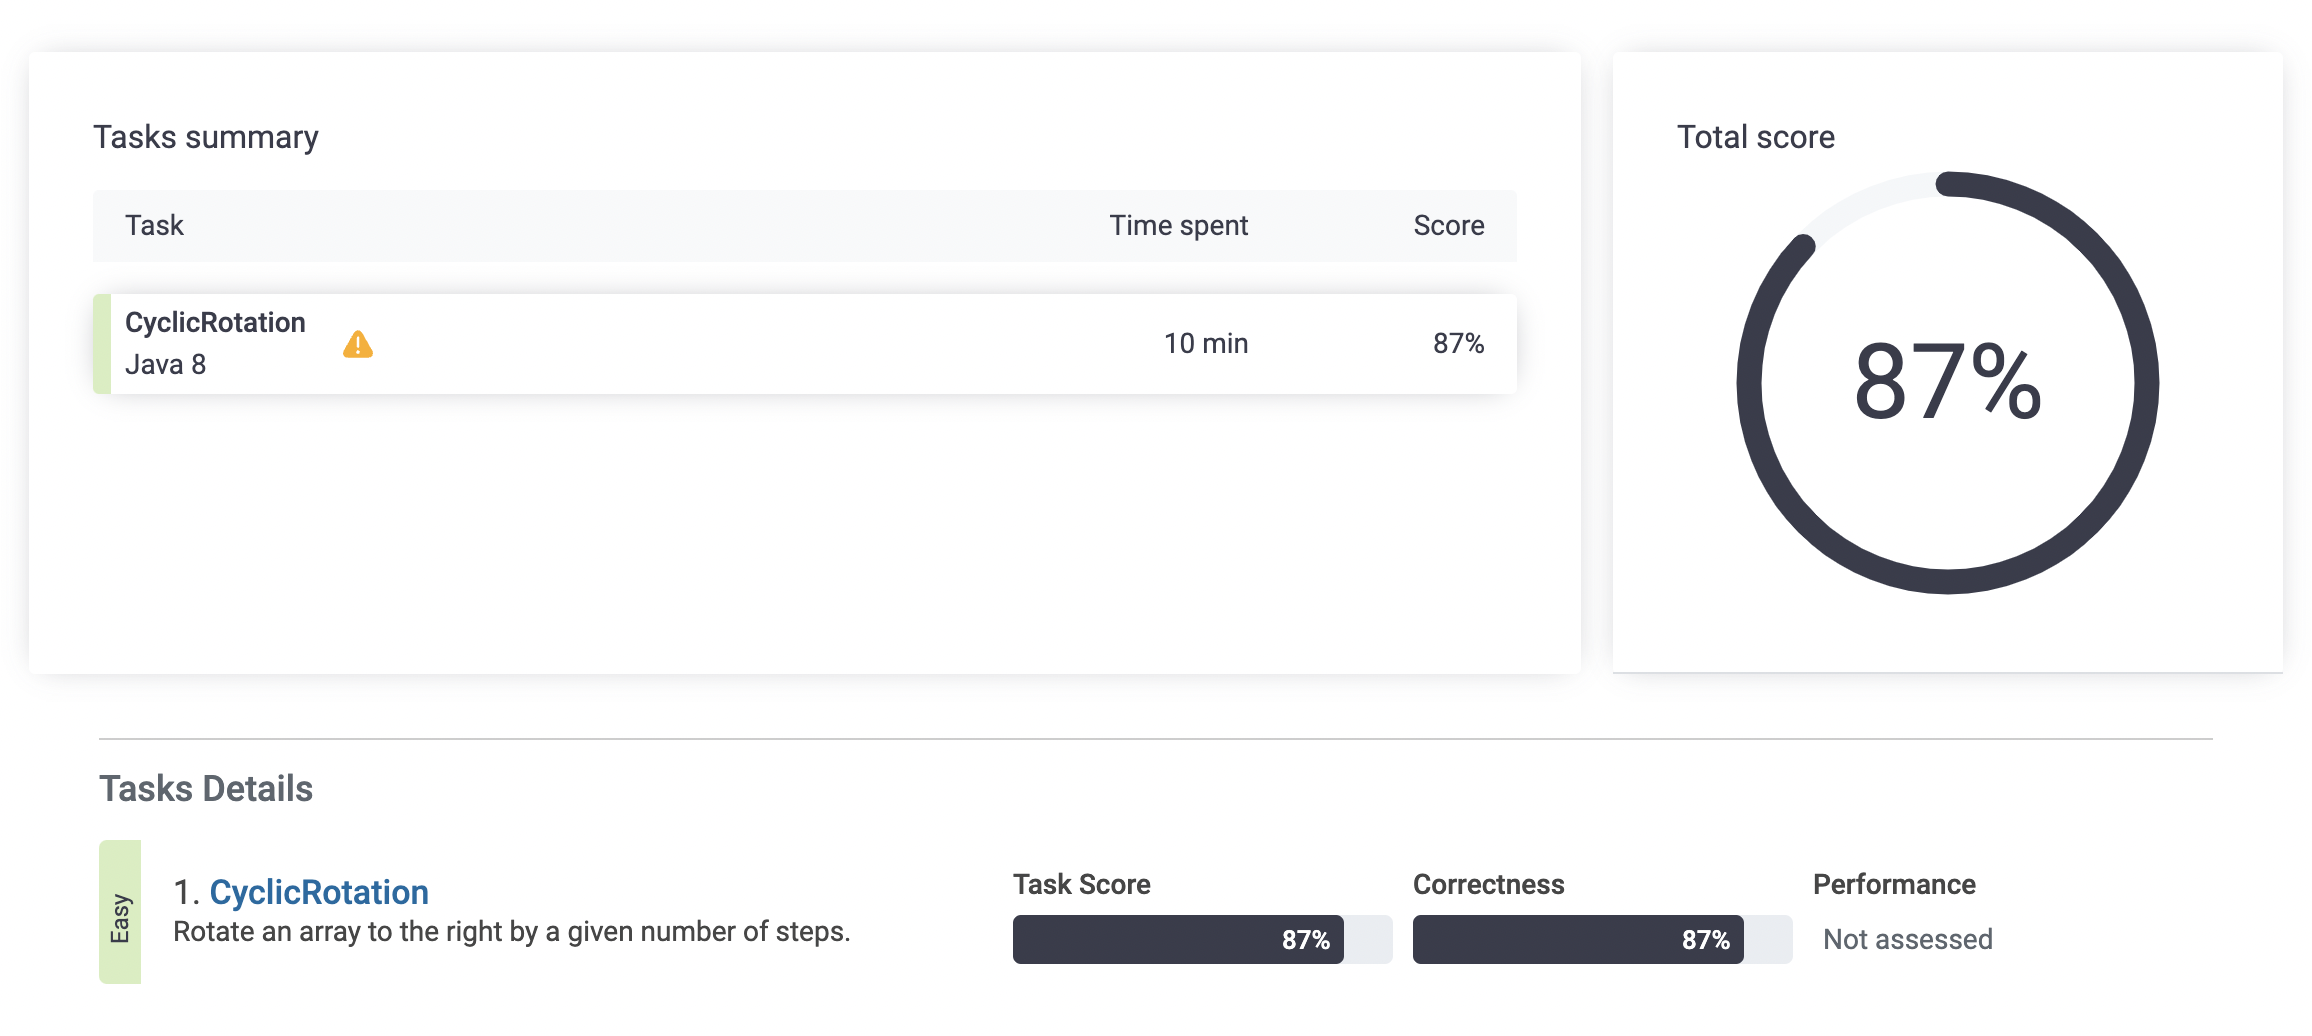 Tasks summary
Total score
Task Time spent Score
CyclicRotation
Java 8
10 min 87%
87%
Tasks Details
Easy
1. CyclicRotation
Rotate an array to the right by a given number of steps.
Task Score Correctness Performance
87% 87% Not assessed